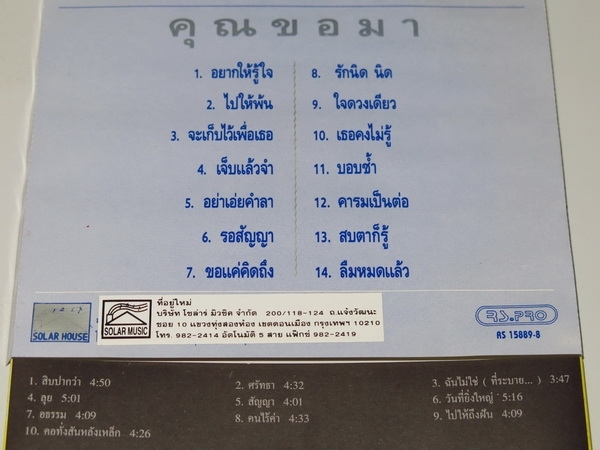 คุณขอมา
1. อยากให้รู้ใจ
2. ไปให้พ้น
3. จะเก็บไว้เพื่อเธอ
4. เจ็บแล้วจำ
5. อย่าเอ่ยคำลา
6. รอสัญญา
7. ขอแค่คิดถึง
8. รักนิด นิด
9. ใจดวงเดียว
10. เธอคงไม่รู้
11. บอบช้ำ
12. คารมเป็นต่อ
13. สบตาก็รู้
14. ลืมหมดแล้ว
SOLAR HOUSE
SOLAR MUSIC
ที่อยู่ใหม่
บริษัท โซล่าร์ มิวซิค จำกัด 200/118-124 ถ.แจ้งวัฒนะ
ซอย 10 แขวงทุ่งสองห้อง เขตดอนเมือง กรุงเทพฯ 10210
โทร. 982-2414 อัตโนมัติ 5 สาย แฟ๊กซ์ 982-2419
RS.PRO
RS 15889-8
1. สิบปากว่า 4:50
2. ศรัทธา 4:32
3. ฉันไม่ใช่ ( ที่ระบาย... ) 3:47
4. ลุย 5:01
5. สัญญา 4:01
6. วันที่ยิ่งใหญ่ 5:16
7. อธรรม 4:09
8. คนไร้ค่า 4:33
9. ไปให้ถึงฝัน 4:09
10. คอทั่งสันหลังเหล็ก 4:26